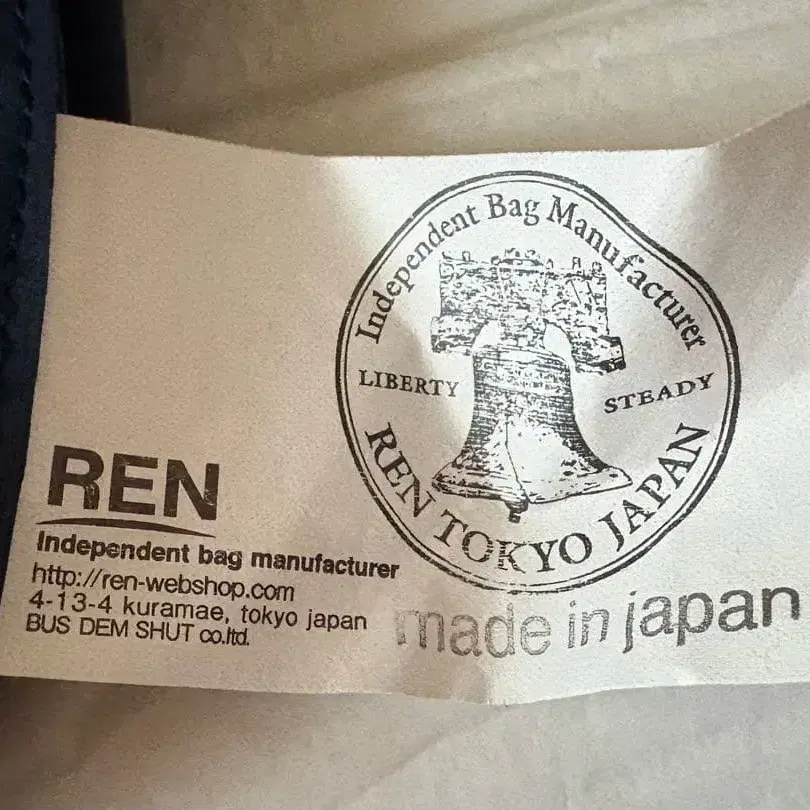 Independent Bag Manufacturer
LIBERTY STEADY
REN TOKYO JAPAN
REN
Independent bag manufacturer
http://ren-webshop.com
4-13-4 kuramae, tokyo japan
BUS DEM SHUT co.ltd.
made in japan